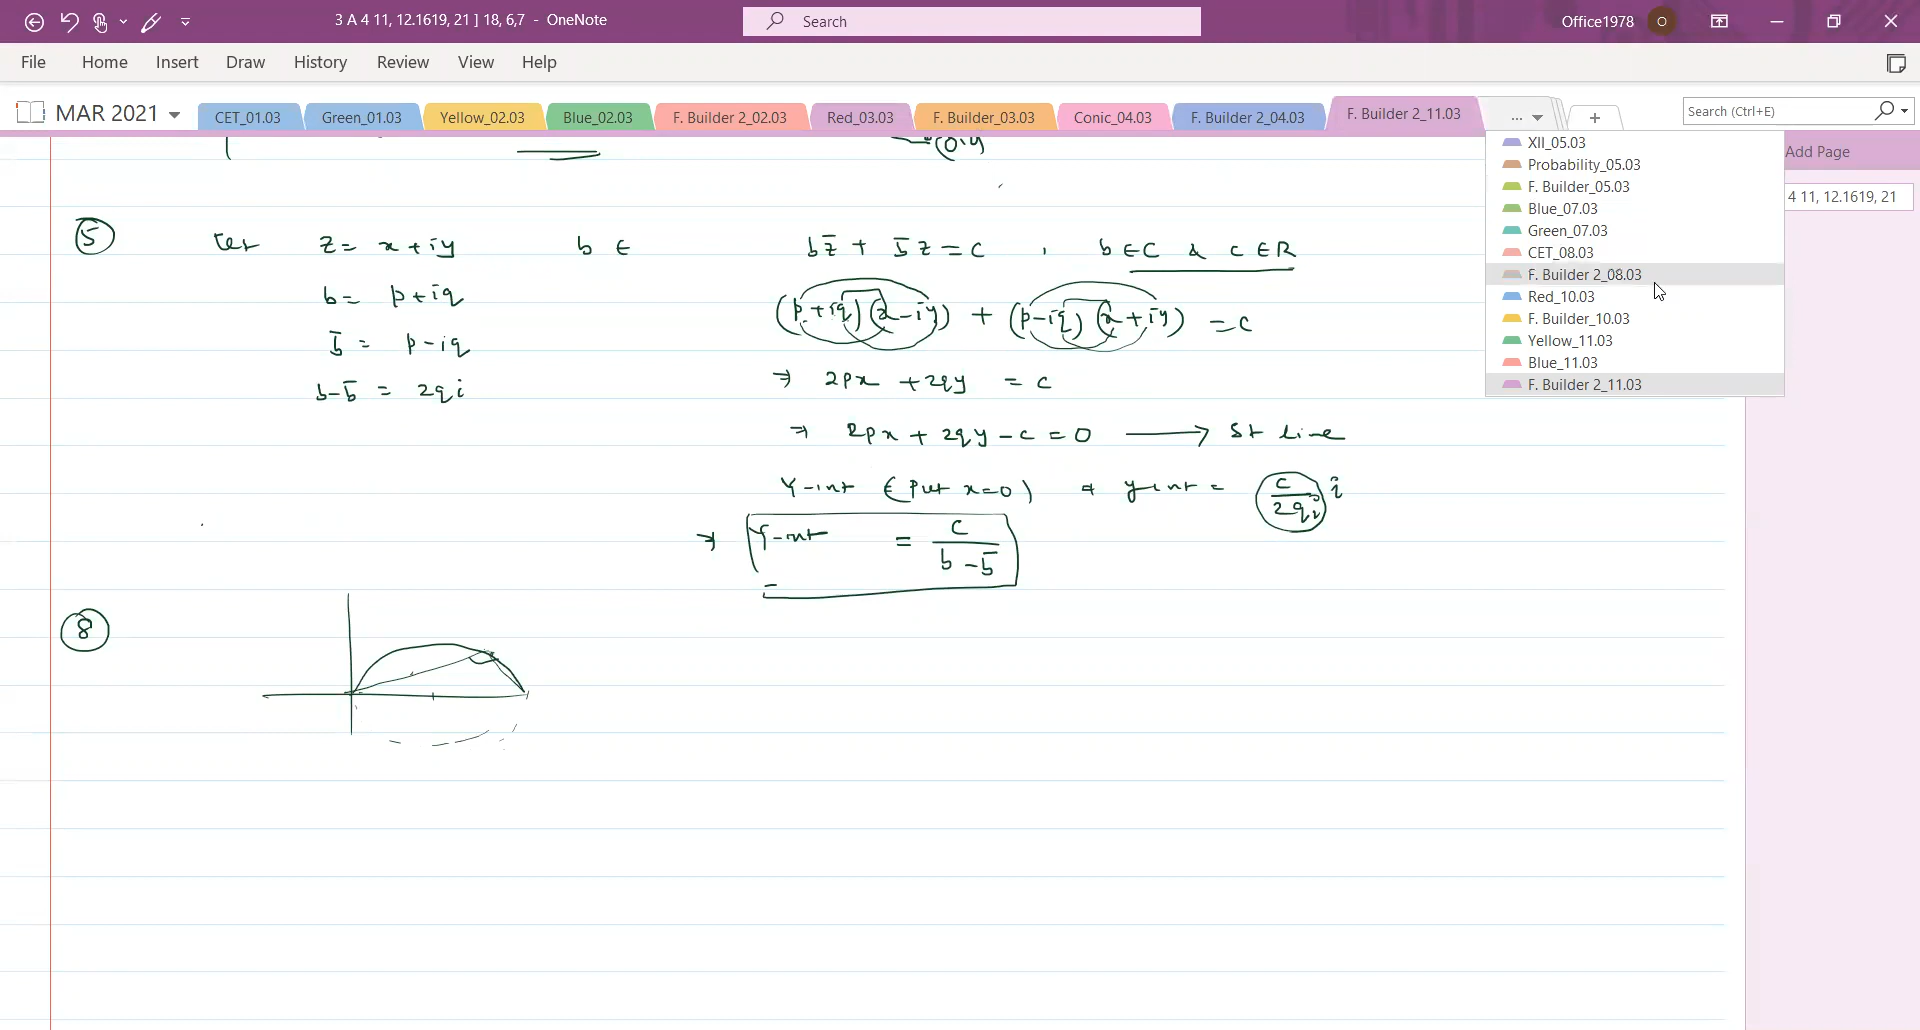 3 A 4 11, 12.1619, 21 ] 18, 6,7 - OneNote
Search
Office1978
O
File Home Insert Draw History Review View Help
MAR 2021
CET_01.03 Green_01.03 Yellow_02.03 Blue_02.03 F. Builder 2_02.03 Red_03.03 F. Builder_03.03 Conic_04.03 F. Builder 2_04.03 F. Builder 2_11.03 ... +
Search (Ctrl+E)
XII_05.03
Probability_05.03
F. Builder_05.03
Blue_07.03
Green_07.03
CET_08.03
F. Builder 2_08.03
Red_10.03
F. Builder_10.03
Yellow_11.03
Blue_11.03
F. Builder 2_11.03
Add Page
4 11, 12.1619, 21
5 Let z = x + iy b ∈ bz̄ + b̄z = c , b ∈ C & c ∈ R
b = p + iq
(p + iq)(x - iy) + (p - iq)(x + iy) = c
b̄ = p - iq
⇒ 2px + 2qy = c
b - b̄ = 2qi
⇒ 2px + 2qy - c = 0 → St line
Y-int (Put x=0) y-int = c/2qi i
⇒ Y-int = c/b - b̄
8